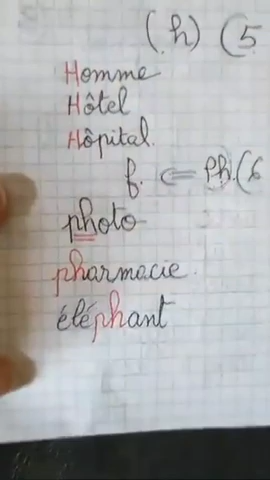 (h) (5
Homme
Hôtel
Hôpital.
f. <= Ph.(6
photo
pharmacie.
éléphant